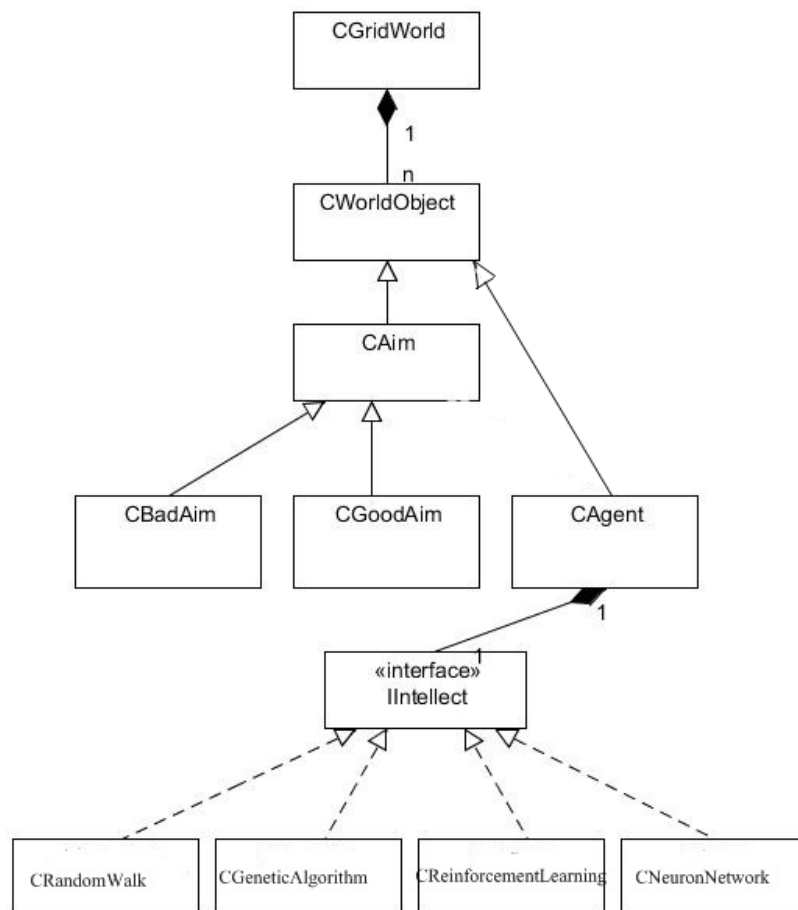 CGridWorld
1
n
CWorldObject
CAim
CBadAim
CGoodAim
CAgent
1
1
«interface»
IIntellect
CRandomWalk
CGeneticAlgorithm
CReinforcementLearning
CNeuronNetwork